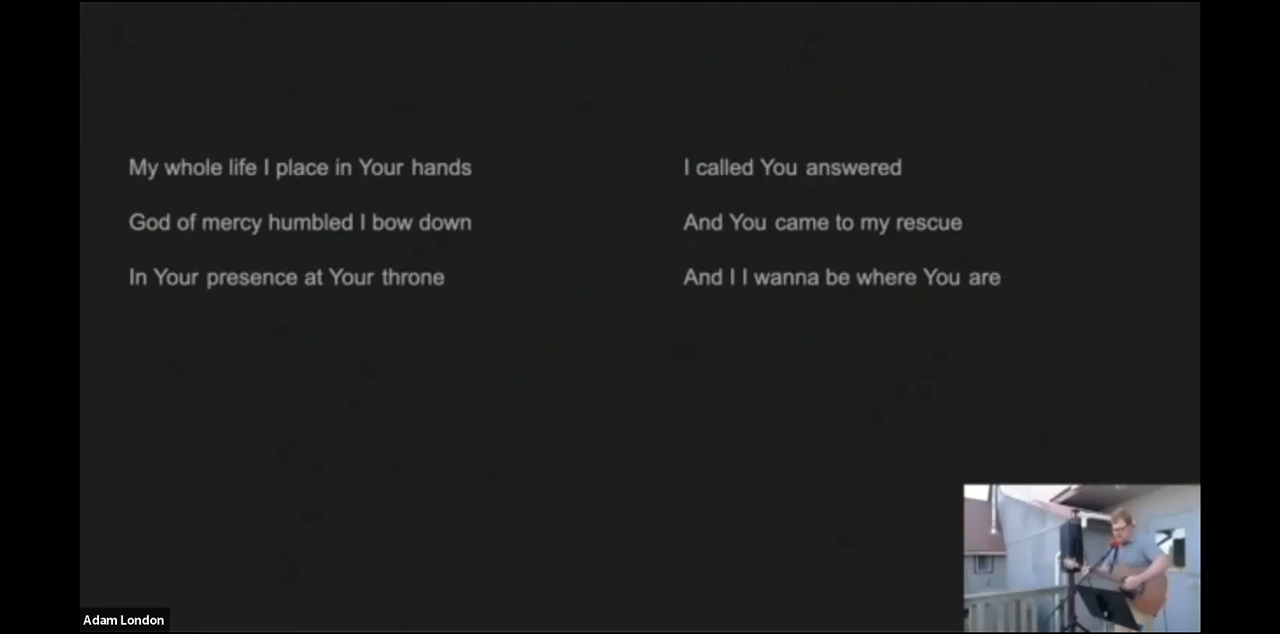 My whole life I place in Your hands
God of mercy humbled I bow down
In Your presence at Your throne
I called You answered
And You came to my rescue
And I I wanna be where You are
Adam London